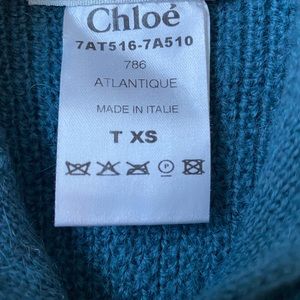 Chloé
7AT516-7A510
786
ATLANTIQUE
MADE IN ITALIE
T XS
P